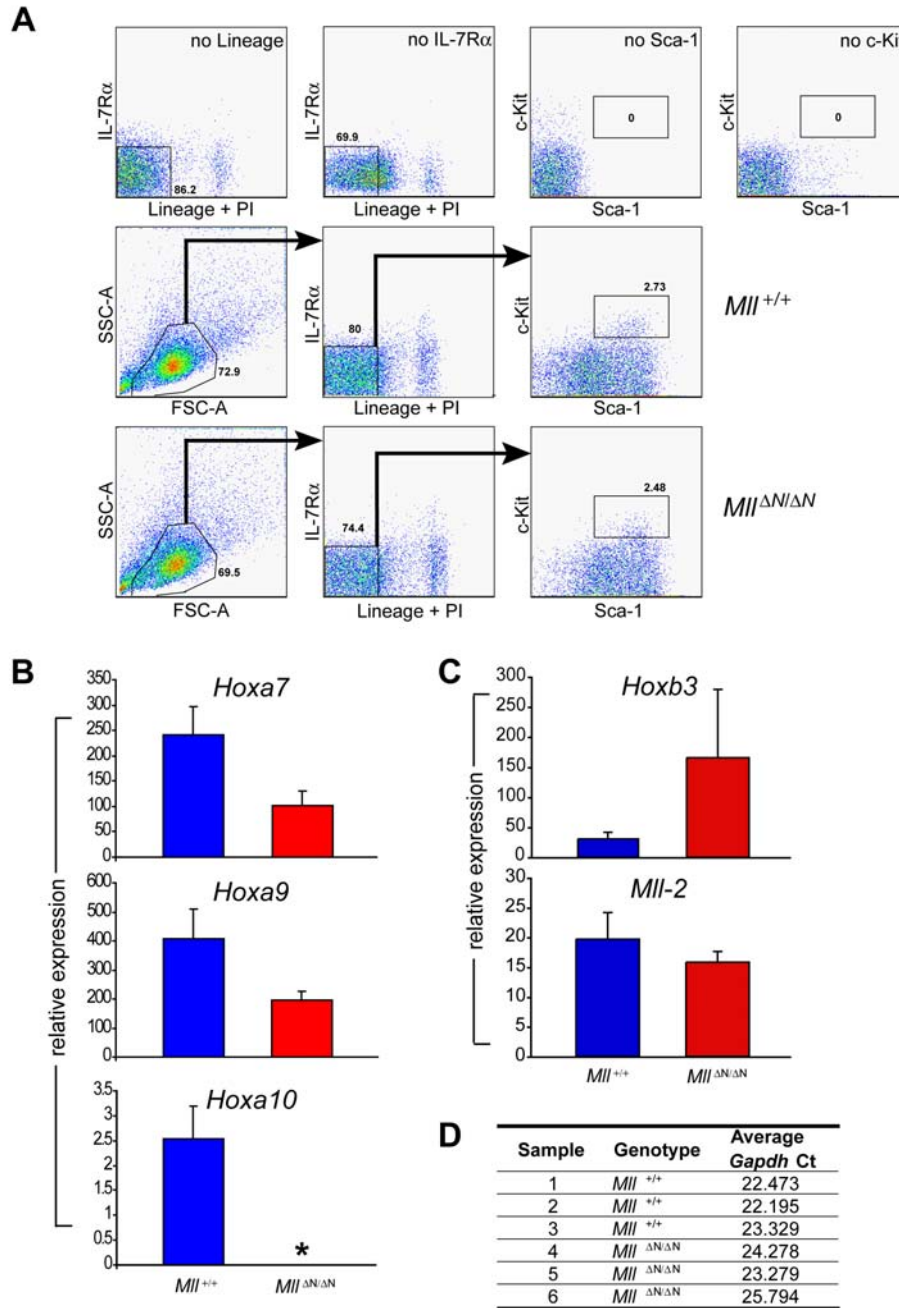 A
no Lineage
IL-7Rα
86.2
Lineage + PI
no IL-7Rα
IL-7Rα
69.9
Lineage + PI
no Sca-1
c-Kit
0
Sca-1
no c-Kit
c-Kit
0
Sca-1
SSC-A
72.9
FSC-A
IL-7Rα
80
Lineage + PI
c-Kit
2.73
Sca-1
Mll +/+
SSC-A
69.5
FSC-A
IL-7Rα
74.4
Lineage + PI
c-Kit
2.48
Sca-1
Mll ΔN/ΔN
B
relative expression
Hoxa7
350
300
250
200
150
100
50
0
Hoxa9
600
500
400
300
200
100
0
Hoxa10
3.5
3
2.5
2
1.5
1
0.5
0
*
Mll +/+ Mll ΔN/ΔN
C
relative expression
Hoxb3
300
250
200
150
100
50
0
Mll-2
30
25
20
15
10
5
0
Mll +/+ Mll ΔN/ΔN
D
Sample Genotype Average Gapdh Ct
1 Mll +/+ 22.473
2 Mll +/+ 22.195
3 Mll +/+ 23.329
4 Mll ΔN/ΔN 24.278
5 Mll ΔN/ΔN 23.279
6 Mll ΔN/ΔN 25.794